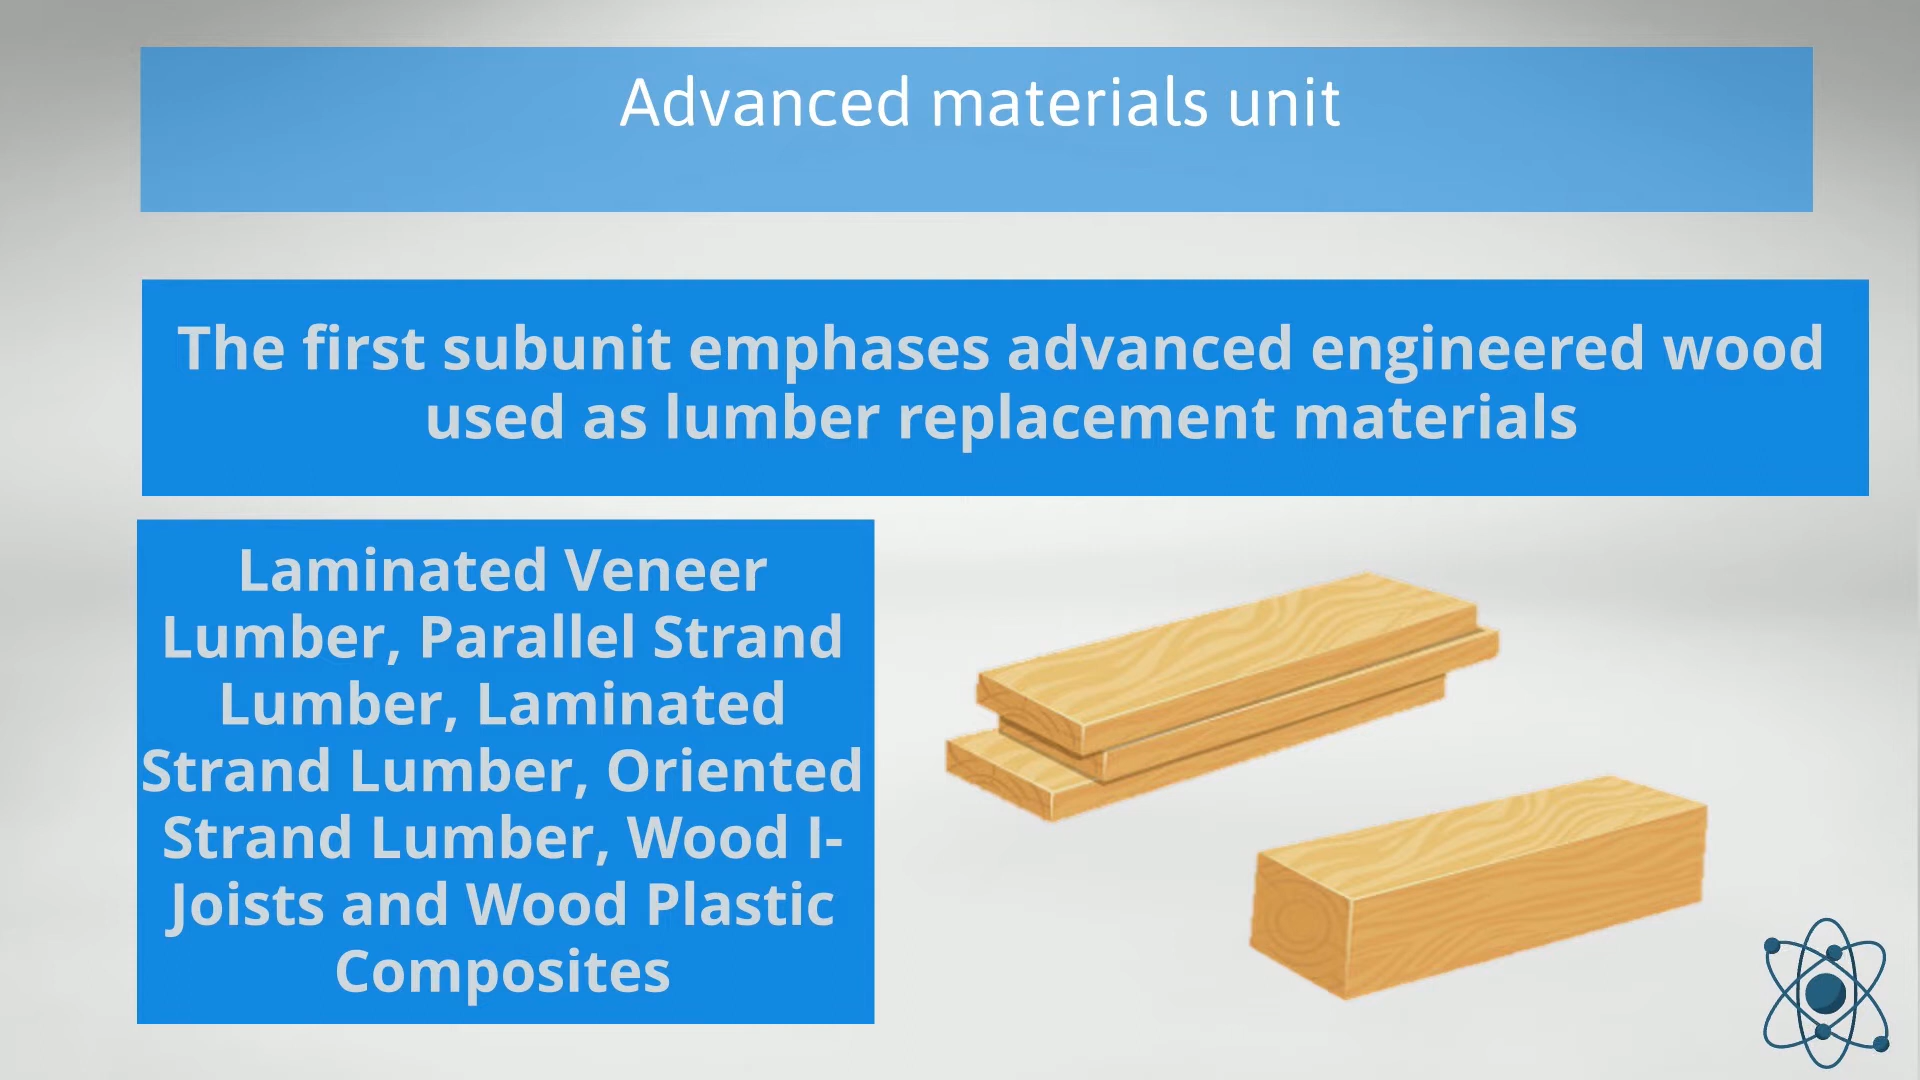 Advanced materials unit
The first subunit emphases advanced engineered wood
used as lumber replacement materials
Laminated Veneer
Lumber, Parallel Strand
Lumber, Laminated
Strand Lumber, Oriented
Strand Lumber, Wood I-
Joists and Wood Plastic
Composites